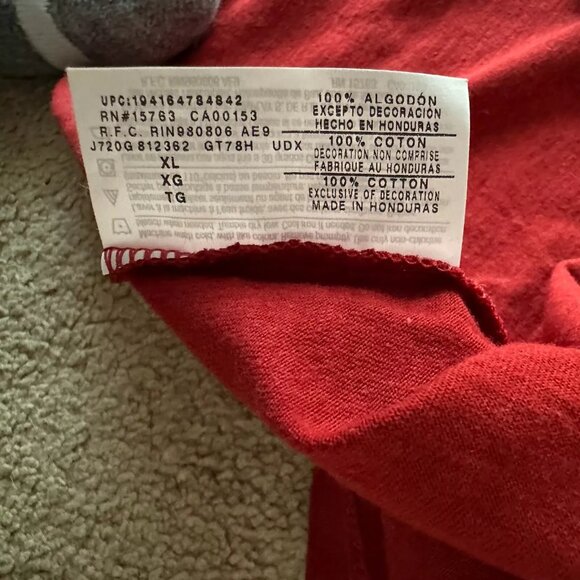 UPC:194164784842
RN#15763 CA00153
R.F.C. RIN980806 AE9
J720G 812362 GT78H UDX
XL
XG
TG
100% ALGODÓN
EXCEPTO DECORACIÓN
HECHO EN HONDURAS
100% COTON
DÉCORATION NON COMPRISE
FABRIQUÉ AU HONDURAS
100% COTTON
EXCLUSIVE OF DECORATION
MADE IN HONDURAS